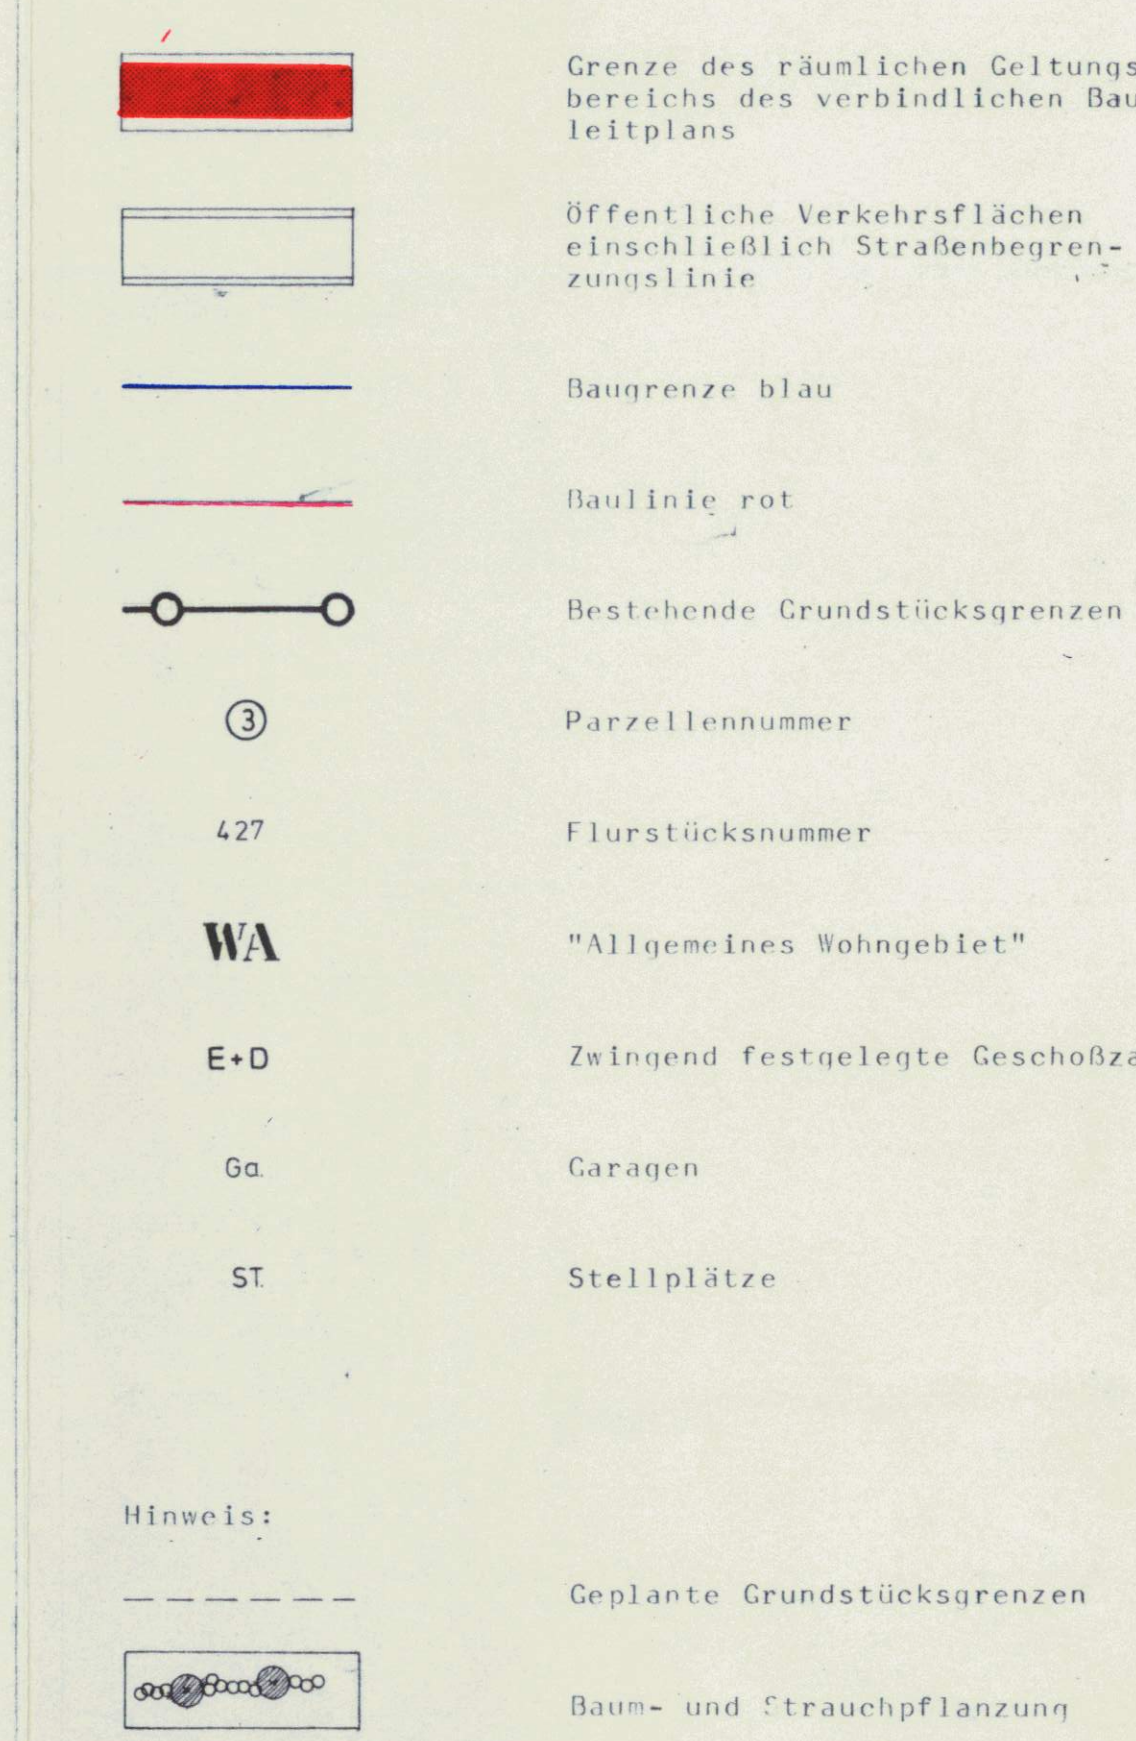 Grenze des räumlichen Geltungs
bereichs des verbindlichen Bau
leitplans
Öffentliche Verkehrsflächen
einschließlich Straßenbegren-
zungslinie
Baugrenze blau
Baulinie rot
Bestehende Grundstücksgrenzen
3 Parzellennummer
427 Flurstücksnummer
WA "Allgemeines Wohngebiet"
E+D Zwingend festgelegte Geschoßza
Ga. Garagen
ST. Stellplätze
Hinweis:
Geplante Grundstücksgrenzen
Baum- und Strauchpflanzung